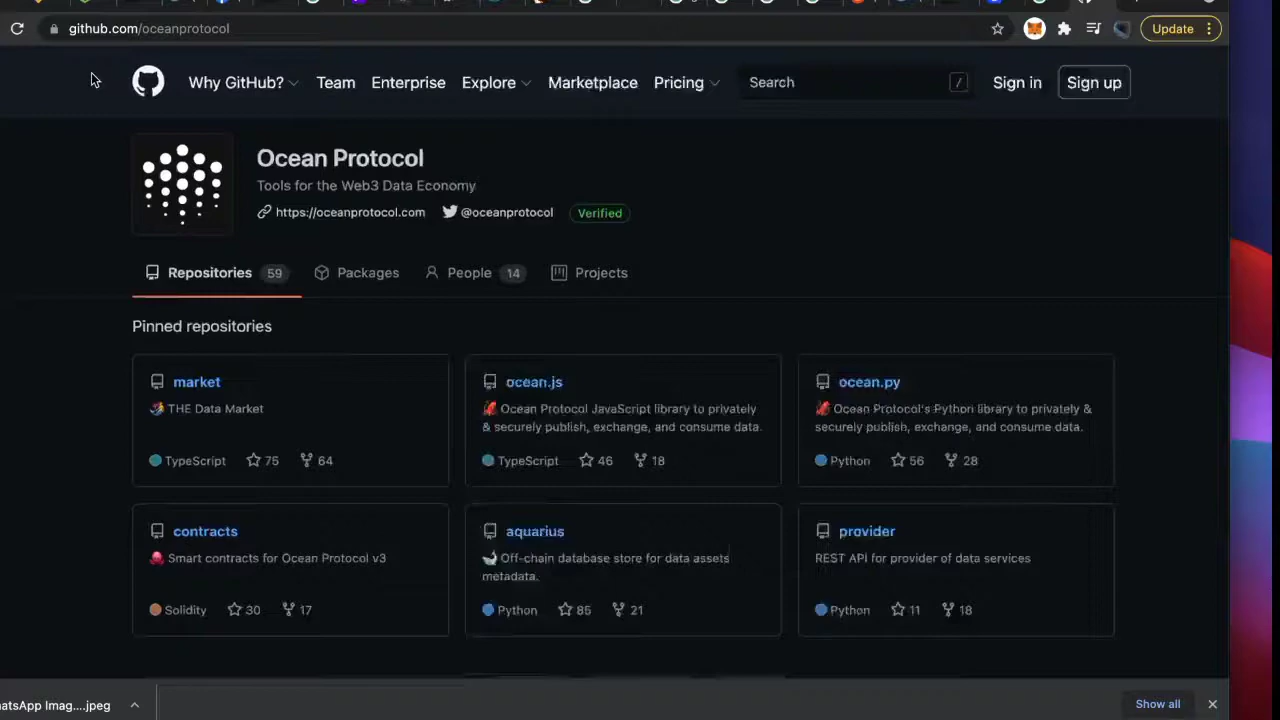 github.com/oceanprotocol
Update
Why GitHub?
Team
Enterprise
Explore
Marketplace
Pricing
Search
/
Sign in
Sign up
Ocean Protocol
Tools for the Web3 Data Economy
https://oceanprotocol.com
@oceanprotocol
Verified
Repositories 59
Packages
People 14
Projects
Pinned repositories
market
THE Data Market
TypeScript 75 64
ocean.js
Ocean Protocol JavaScript library to privately
& securely publish, exchange, and consume data.
TypeScript 46 18
ocean.py
Ocean Protocol's Python library to privately &
securely publish, exchange, and consume data.
Python 56 28
contracts
Smart contracts for Ocean Protocol v3
Solidity 30 17
aquarius
Off-chain database store for data assets
metadata.
Python 85 21
provider
REST API for provider of data services
Python 11 18
atsApp Imag....jpeg
Show all